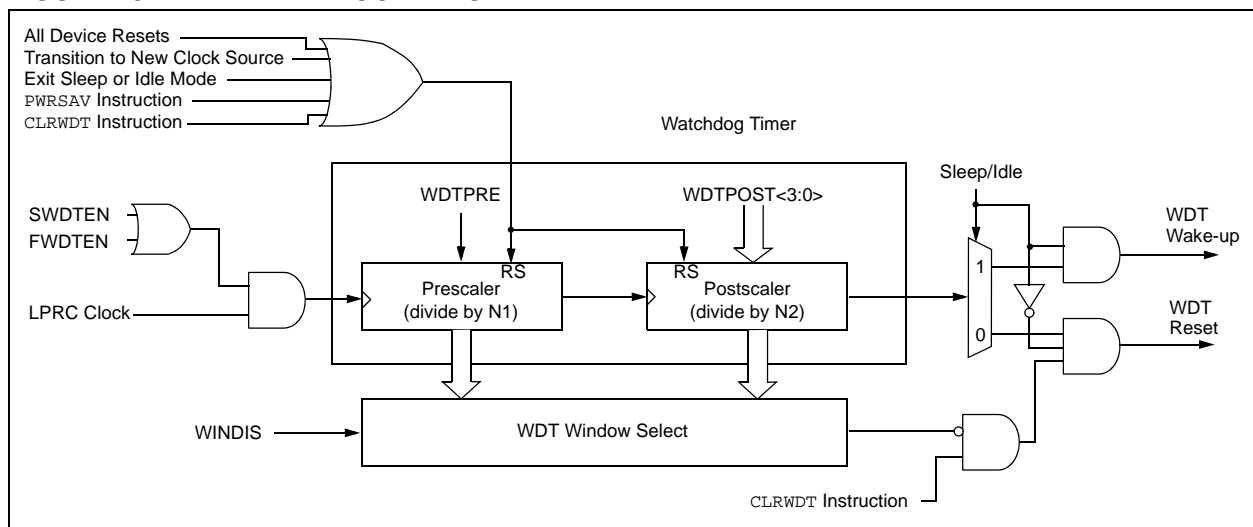 All Device Resets
Transition to New Clock Source
Exit Sleep or Idle Mode
PWRSAV Instruction
CLRWDT Instruction
Watchdog Timer
Sleep/Idle
WDTPRE
WDTPOST<3:0>
SWDTEN
FWDTEN
WDT
Wake-up
RS
RS
Prescaler
(divide by N1)
Postscaler
(divide by N2)
1
0
LPRC Clock
WDT
Reset
WINDIS
WDT Window Select
CLRWDT Instruction